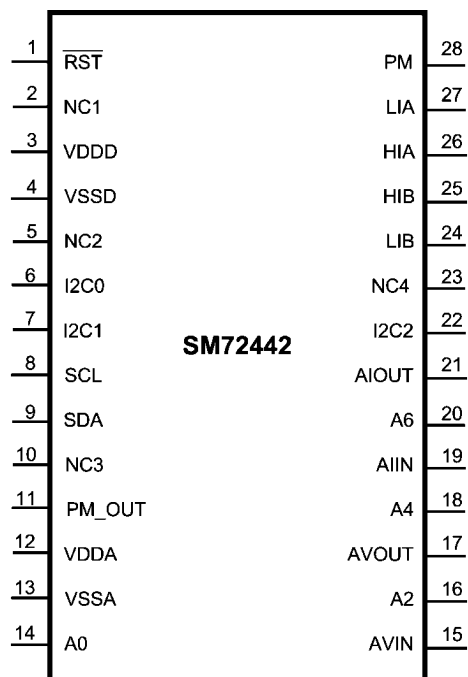 1 RST PM 28
2 NC1 LIA 27
3 VDDD HIA 26
4 VSSD HIB 25
5 NC2 LIB 24
6 I2C0 NC4 23
7 I2C1 I2C2 22
SM72442
8 SCL AIOUT 21
9 SDA A6 20
10 NC3 AIIN 19
11 PM_OUT A4 18
12 VDDA AVOUT 17
13 VSSA A2 16
14 A0 AVIN 15